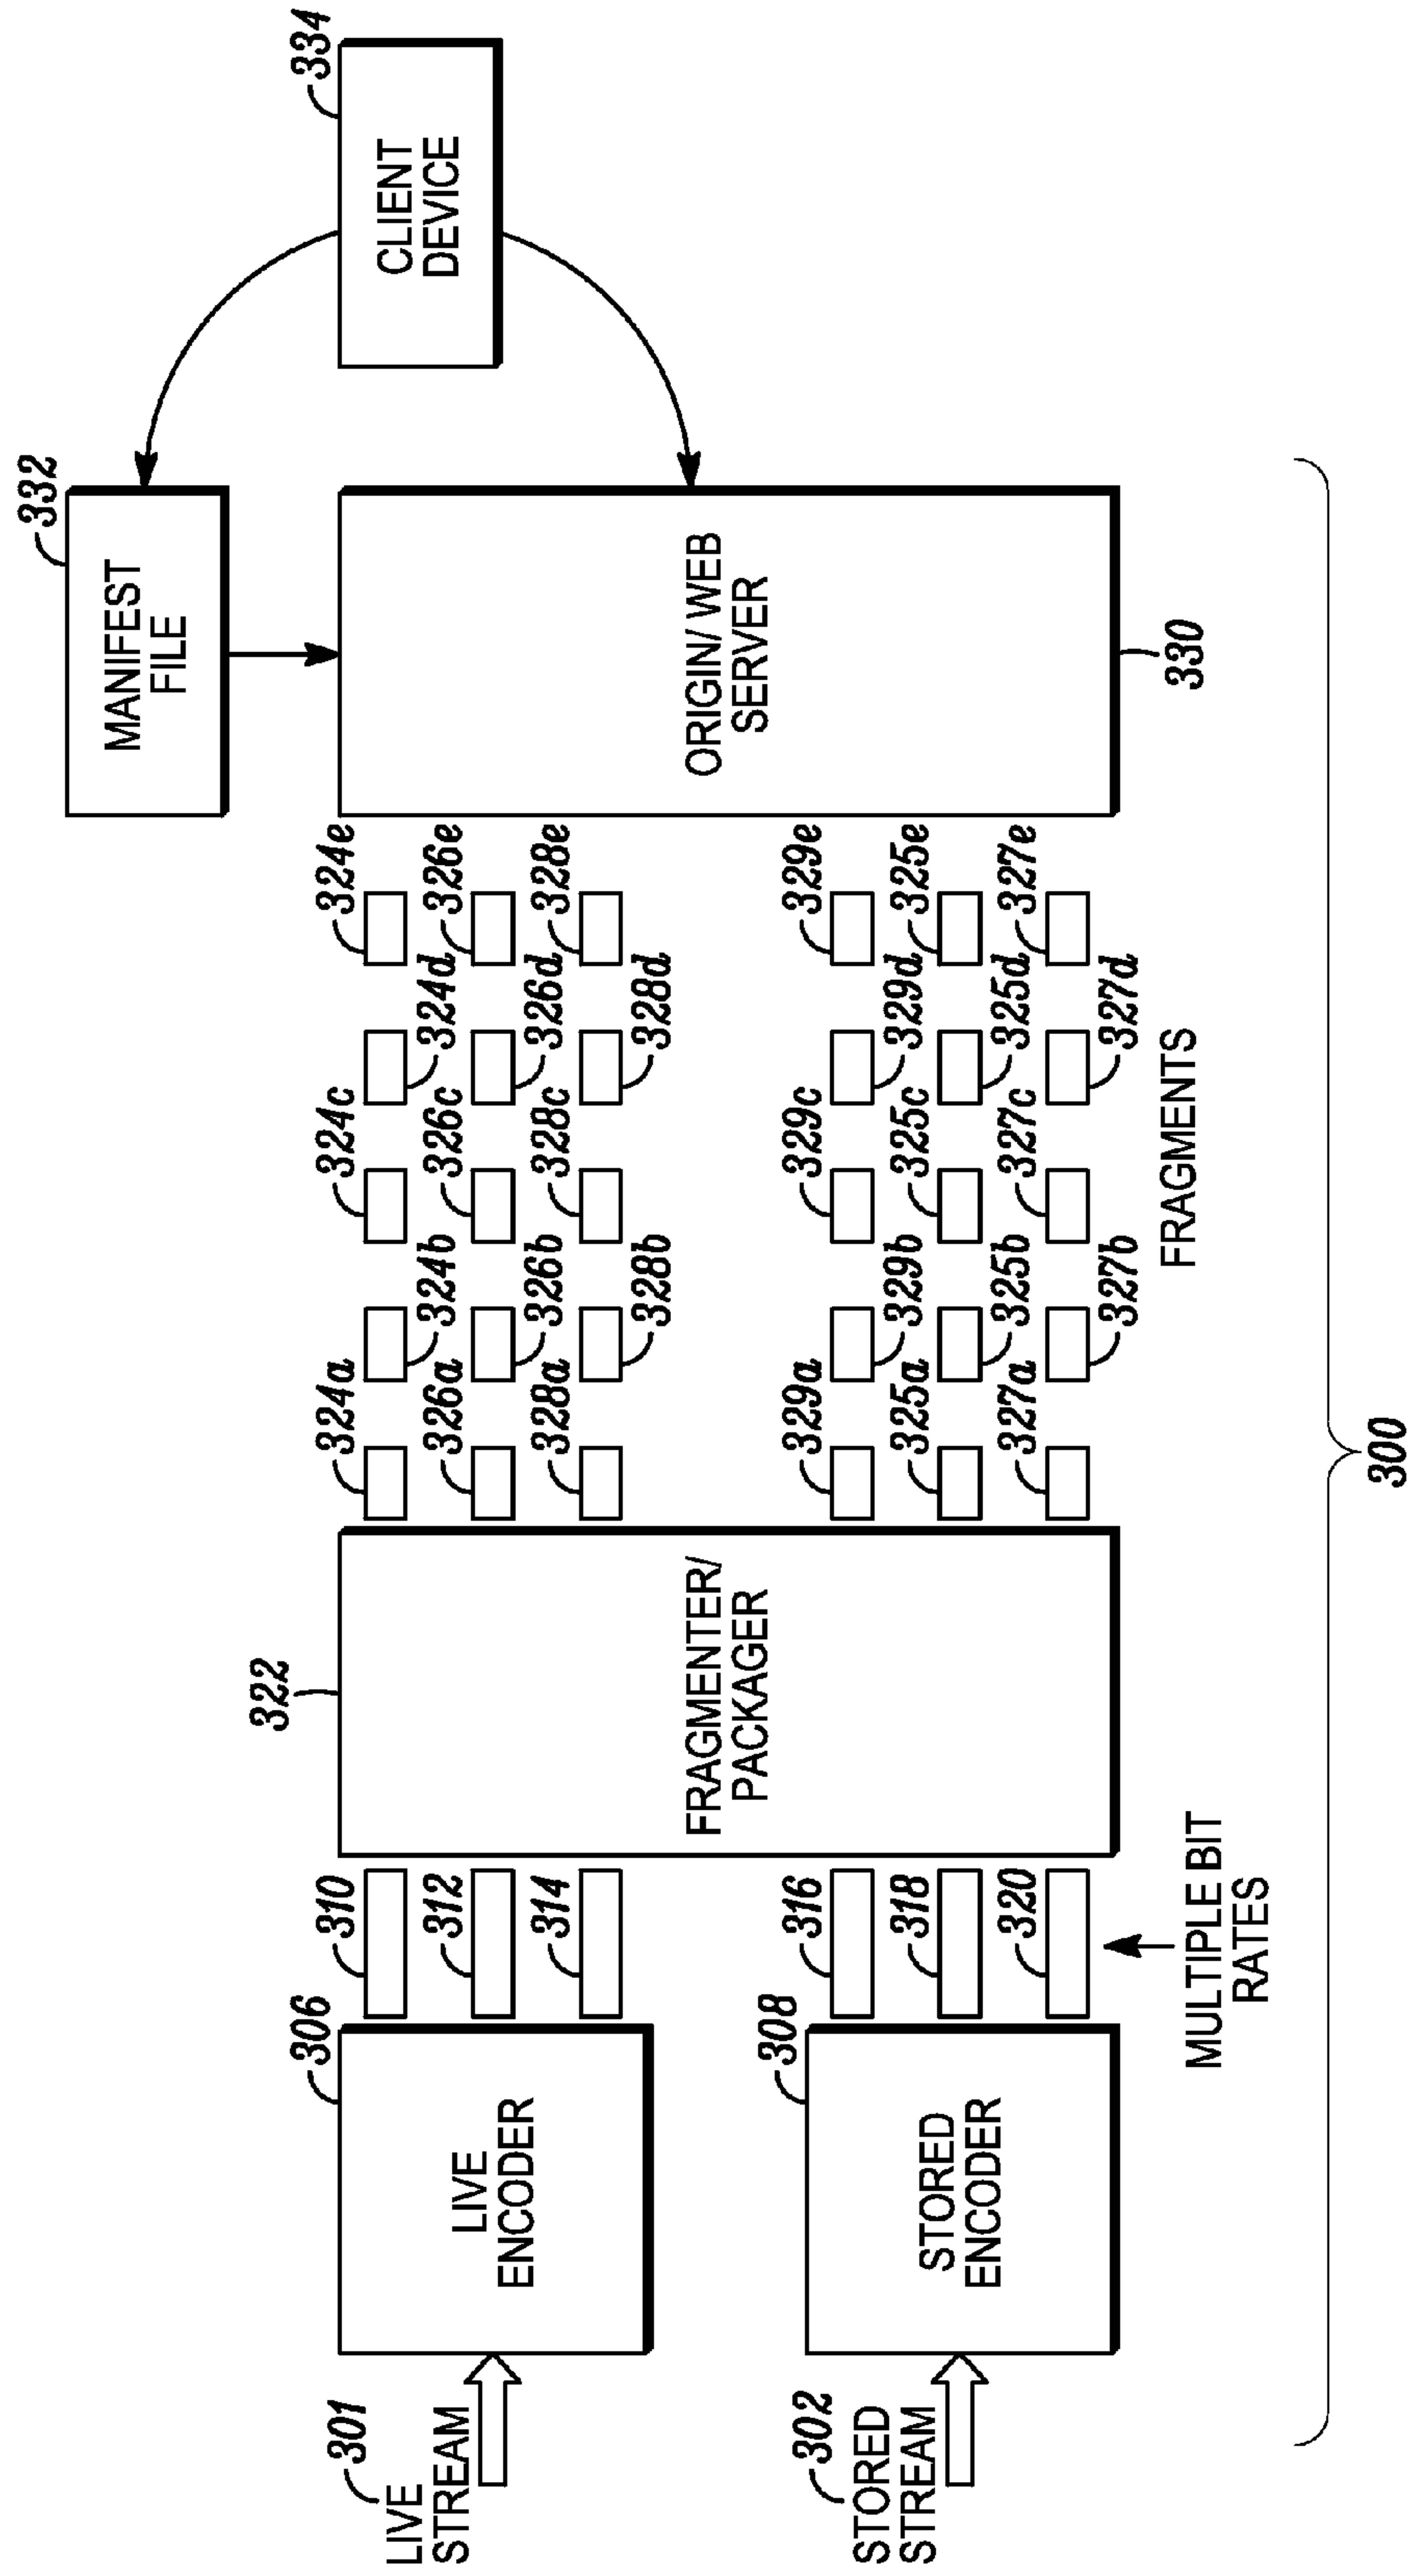 332
334
MANIFEST
FILE
CLIENT
DEVICE
301
LIVE
STREAM
306
LIVE
ENCODER
310
312
314
322
FRAGMENTER/
PACKAGER
324a
324b
324c
324d
324e
326a
326b
326c
326d
326e
328a
328b
328c
328d
328e
ORIGIN/ WEB
SERVER
330
302
STORED
STREAM
308
STORED
ENCODER
316
318
320
MULTIPLE BIT
RATES
329a
329b
329c
329d
329e
325a
325b
325c
325d
325e
327a
327b
327c
327d
327e
FRAGMENTS
300